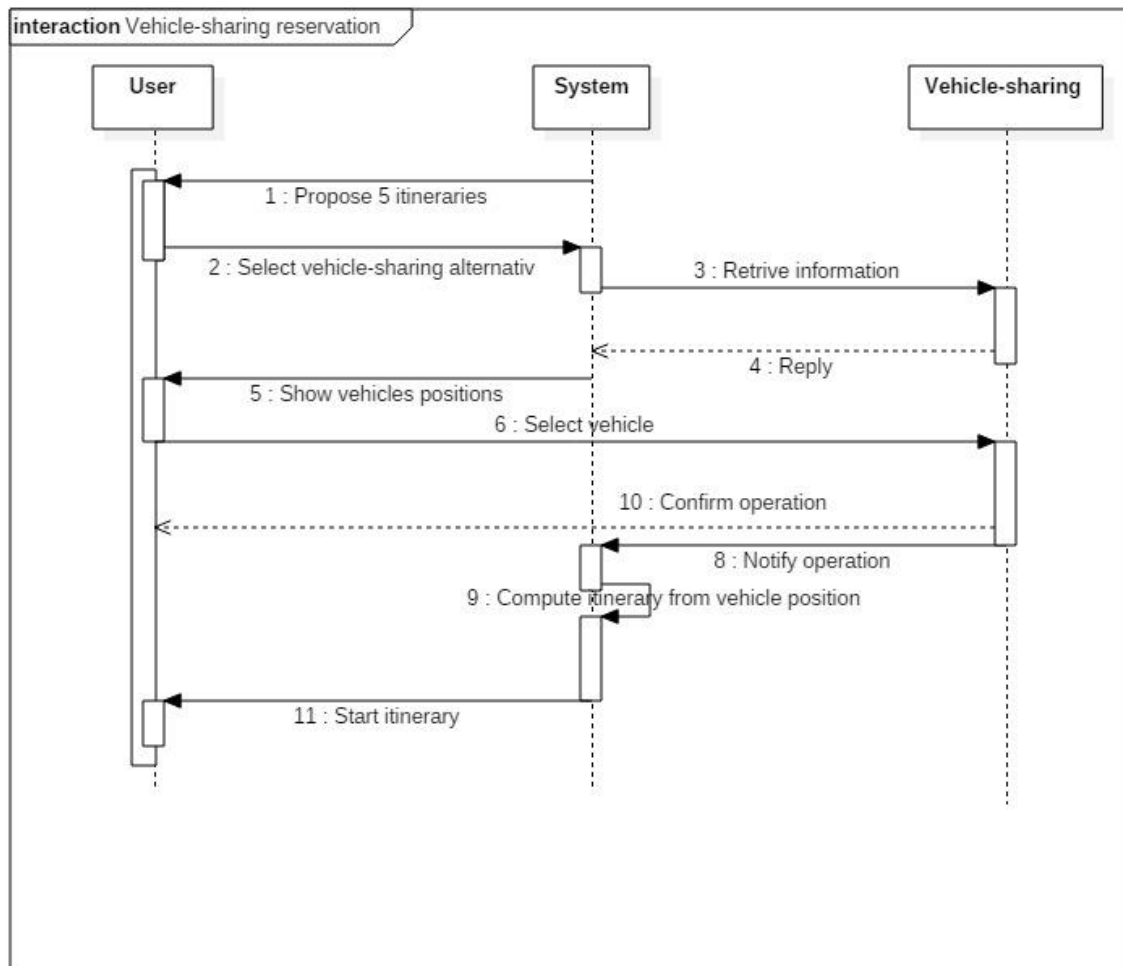 interaction Vehicle-sharing reservation
User
System
Vehicle-sharing
1 : Propose 5 itineraries
2 : Select vehicle-sharing alternativ
3 : Retrive information
4 : Reply
5 : Show vehicles positions
6 : Select vehicle
10 : Confirm operation
8 : Notify operation
9 : Compute itinerary from vehicle position
11 : Start itinerary